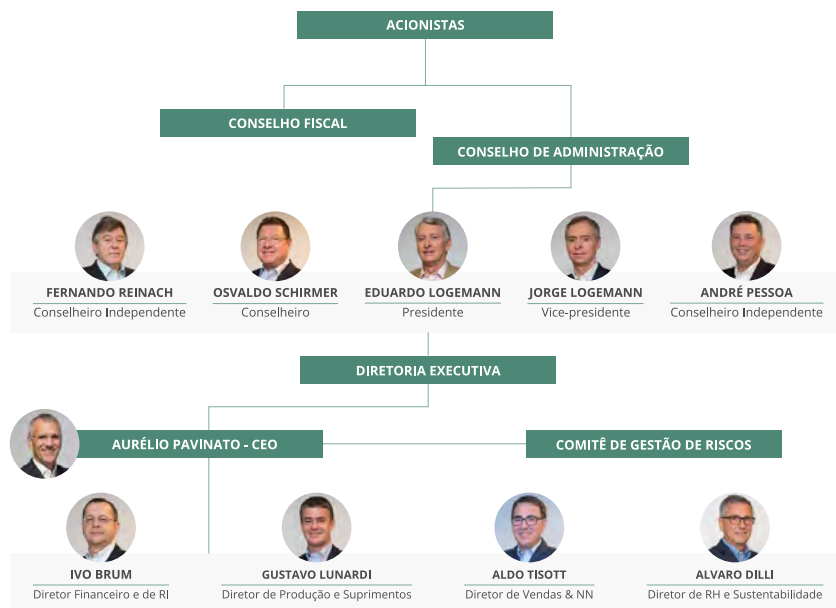 ACIONISTAS
CONSELHO FISCAL
CONSELHO DE ADMINISTRAÇÃO
FERNANDO REINACH
Conselheiro Independente
OSVALDO SCHIRMER
Conselheiro
EDUARDO LOGEMANN
Presidente
JORGE LOGEMANN
Vice-presidente
ANDRÉ PESSOA
Conselheiro Independente
DIRETORIA EXECUTIVA
AURÉLIO PAVINATO - CEO
COMITÊ DE GESTÃO DE RISCOS
IVO BRUM
Diretor Financeiro e de RI
GUSTAVO LUNARDI
Diretor de Produção e Suprimentos
ALDO TISOTT
Diretor de Vendas & NN
ALVARO DILLI
Diretor de RH e Sustentabilidade